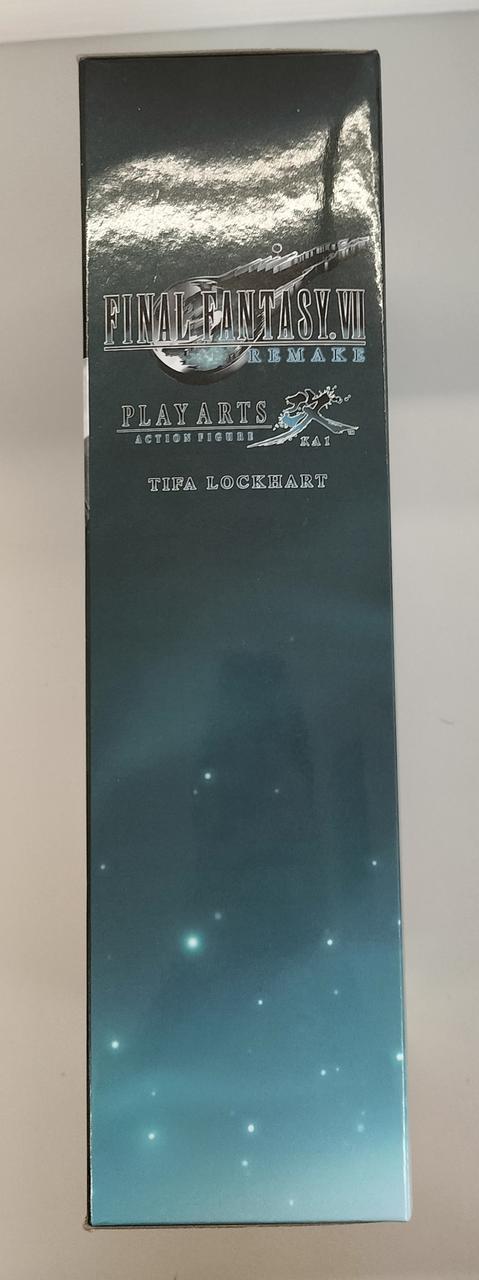 FINAL FANTASY VII
REMAKE
PLAY ARTS 改
ACTION FIGURE KAI
TIFA LOCKHART